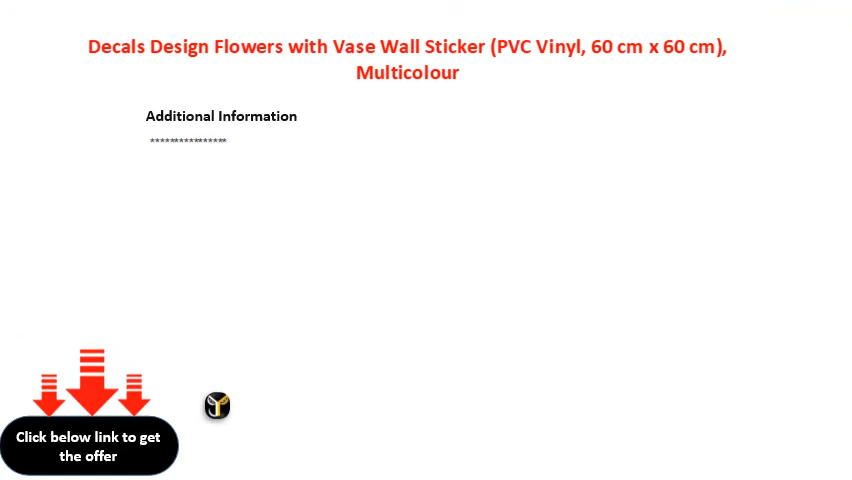 Decals Design Flowers with Vase Wall Sticker (PVC Vinyl, 60 cm x 60 cm),
Multicolour
Additional Information
****************
Click below link to get
the offer